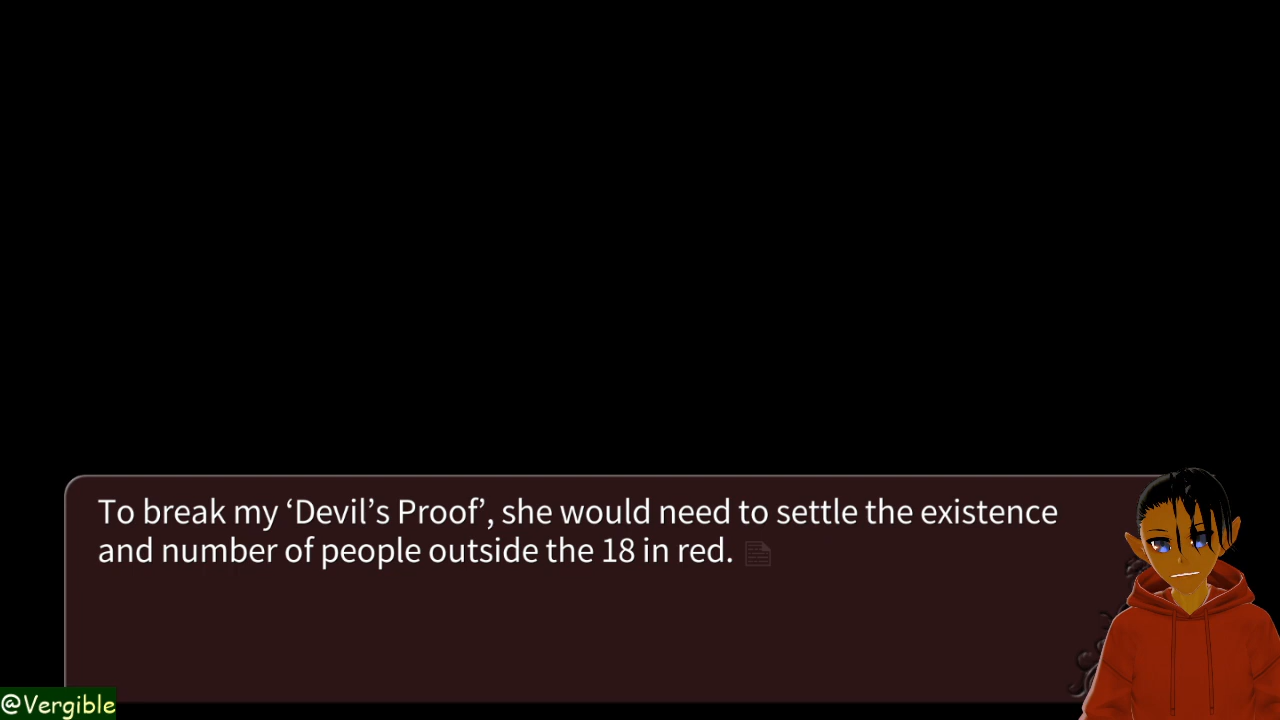 To break my ‘Devil’s Proof’, she would need to settle the existence
and number of people outside the 18 in red.
@Vergible